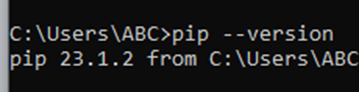 C:\Users\ABC>pip --version
pip 23.1.2 from C:\Users\ABC